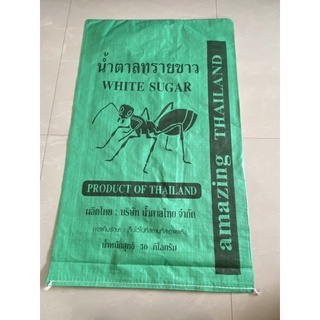 น้ำตาลทรายขาว
WHITE SUGAR
PRODUCT OF THAILAND
ผลิตโดย : บริษัท น้ำตาลไทย จำกัด
น้ำหนักสุทธิ 50 กิโลกรัม
amazing THAILAND